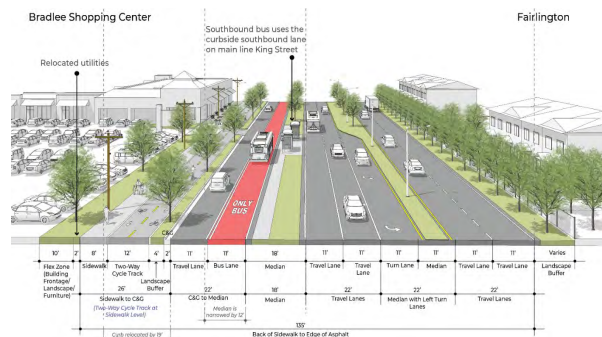 Bradlee Shopping Center
Fairlington
Southbound bus uses the
curbside southbound lane
on main line King Street
Relocated utilities
ONLY
BUS
C&G
10' 2' 8' 12' 4' 2' 11' 11' 18' 11' 11' 11' 11' 11' 11' Varies
Flex Zone
(Building
Frontage/
Landscape/
Furniture)
Sidewalk
Two-Way
Cycle Track
Landscape
Buffer
Travel Lane
Bus Lane
Median
Travel Lane
Travel
Lane
Turn Lane
Median
Travel Lane
Travel
Lane
Landscape
Buffer
26' 22' 18' 22' 22' 22'
Sidewalk to C&G
(Two-Way Cycle Track at
Sidewalk Level)
C&G to Median
Median is
narrowed by 12'
Median
Travel Lanes
Median with Left Turn
Lanes
Travel Lanes
135'
Curb relocated by 19'
Back of Sidewalk to Edge of Asphalt